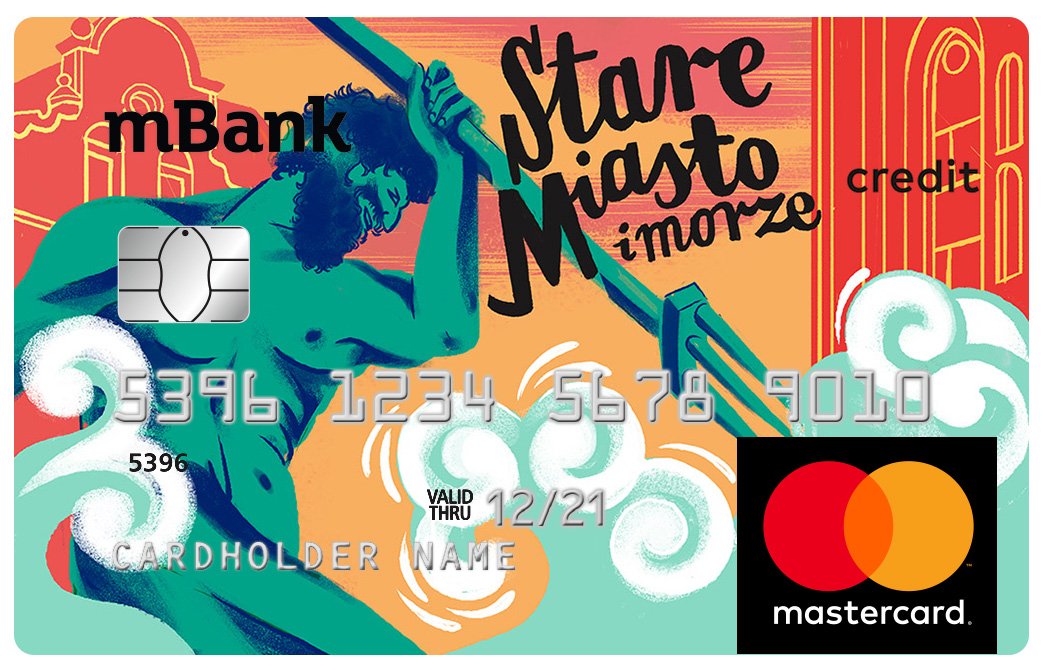 Stare
mBank
Miasto
credit
i morze
5396 1234 5678 9010
5396
VALID
THRU 12/21
CARDHOLDER NAME
mastercard.